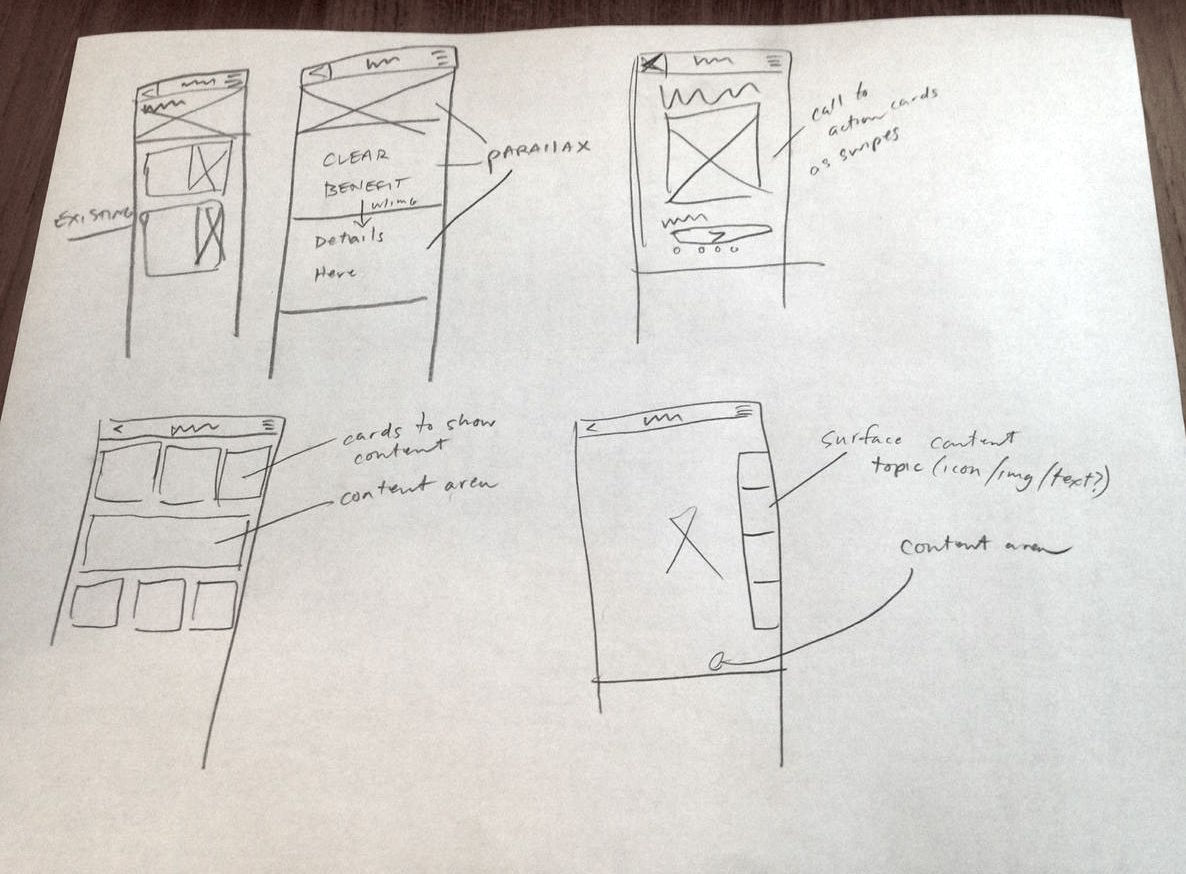 EXISTING
CLEAR
BENEFIT
w/img
Details
Here
PARALLAX
call to
action cards
as swipes
cards to show
content
content area
surface content
topic (icon/img/text?)
content area